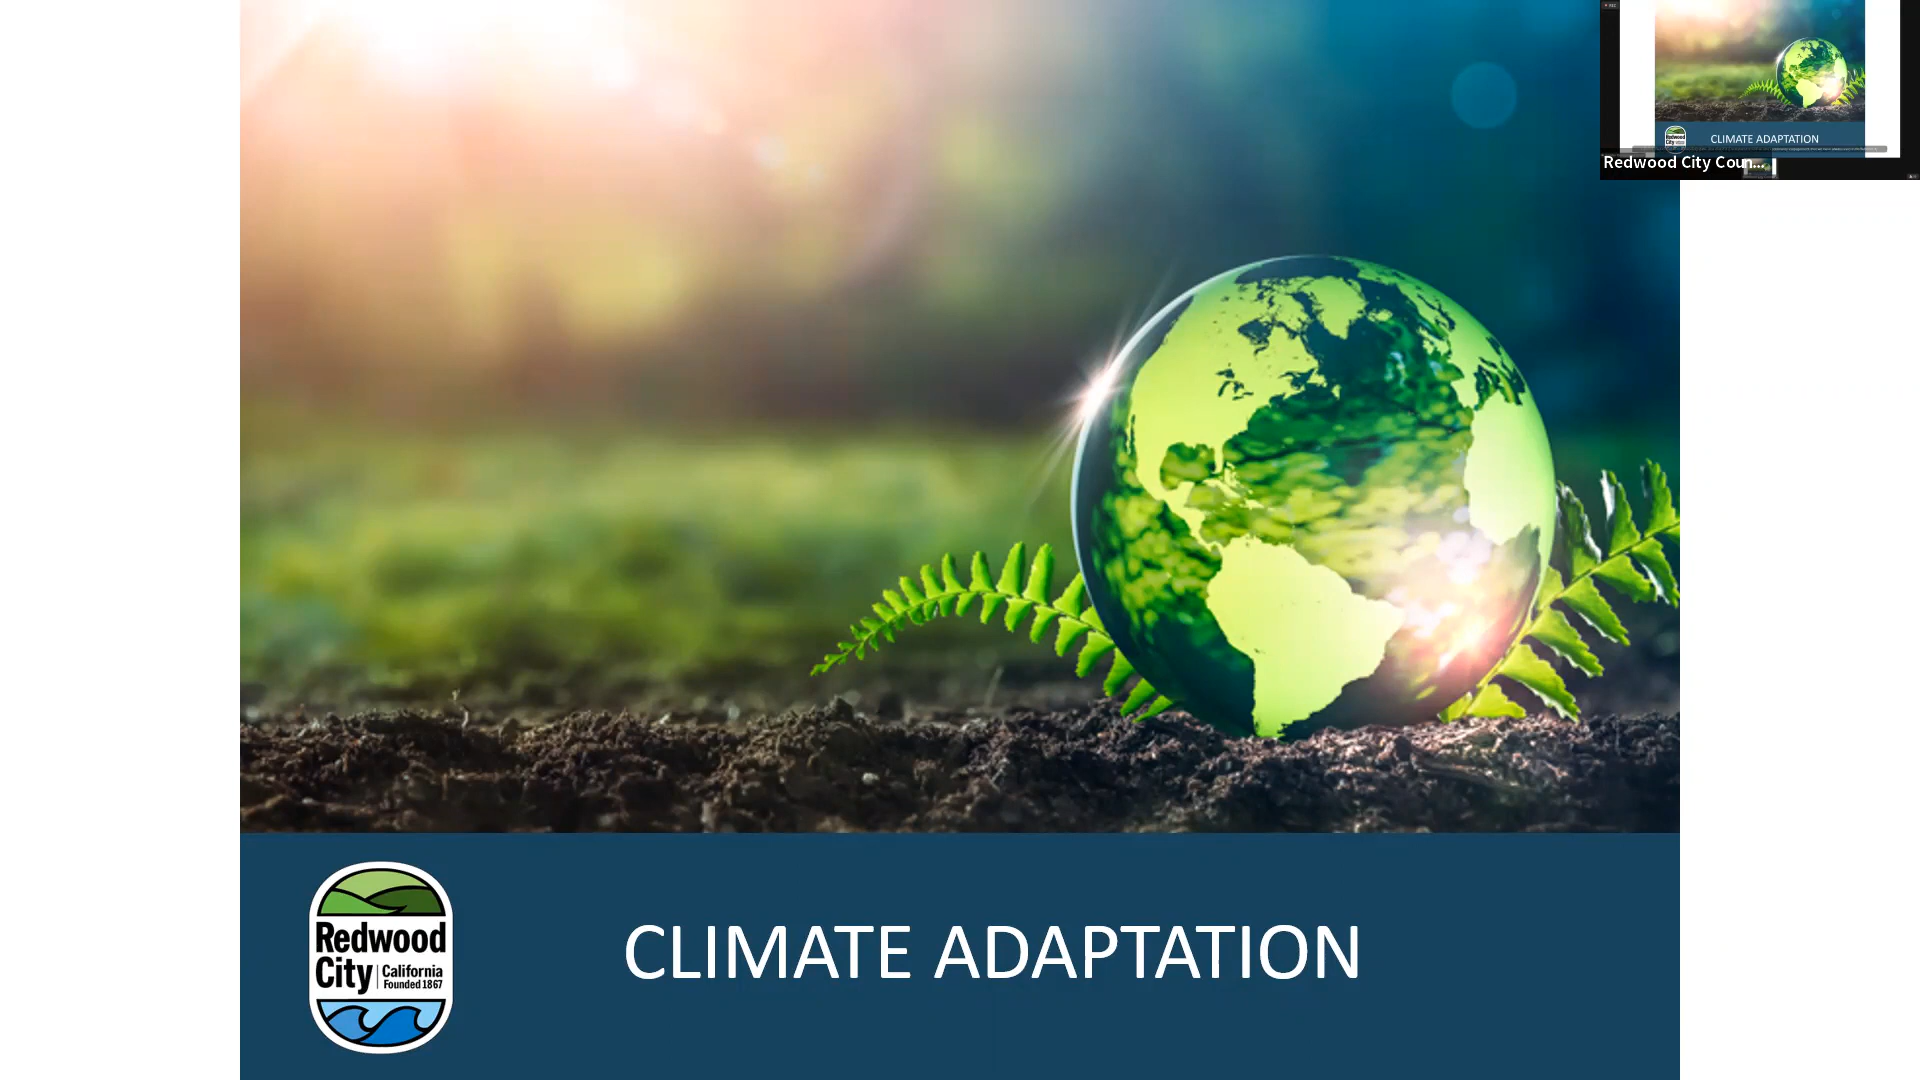 CLIMATE ADAPTATION
Redwood City Coun...
Redwood
City | California
Founded 1867
CLIMATE ADAPTATION